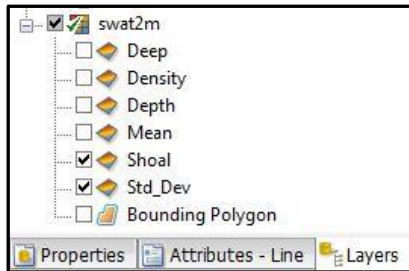 swat2m
Deep
Density
Depth
Mean
Shoal
Std_Dev
Bounding Polygon
Properties Attributes - Line Layers